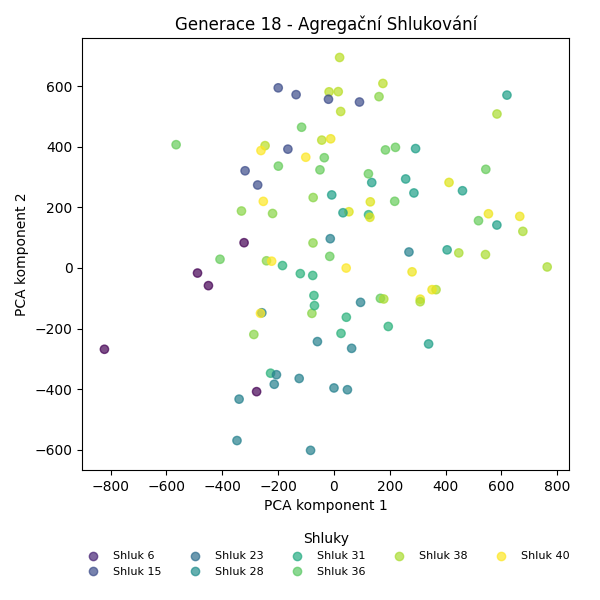 Generace 18 - Agregační Shlukování
PCA komponent 2
600
400
200
0
−200
−400
−600
−800 −600 −400 −200 0 200 400 600 800
PCA komponent 1
Shluky
Shluk 6 Shluk 23 Shluk 31 Shluk 38 Shluk 40
Shluk 15 Shluk 28 Shluk 36